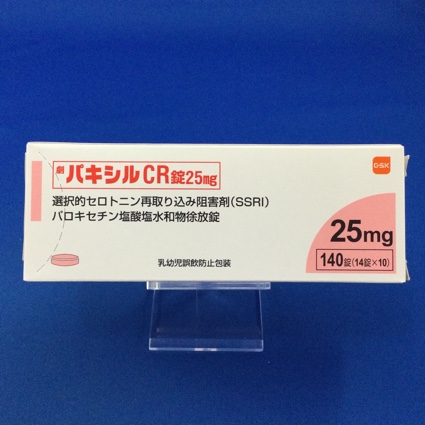 劇 パキシルCR錠25mg
選択的セロトニン再取り込み阻害剤(SSRI)
パロキセチン塩酸塩水和物徐放錠
乳幼児誤飲防止包装
GSK
25mg
140錠(14錠×10)